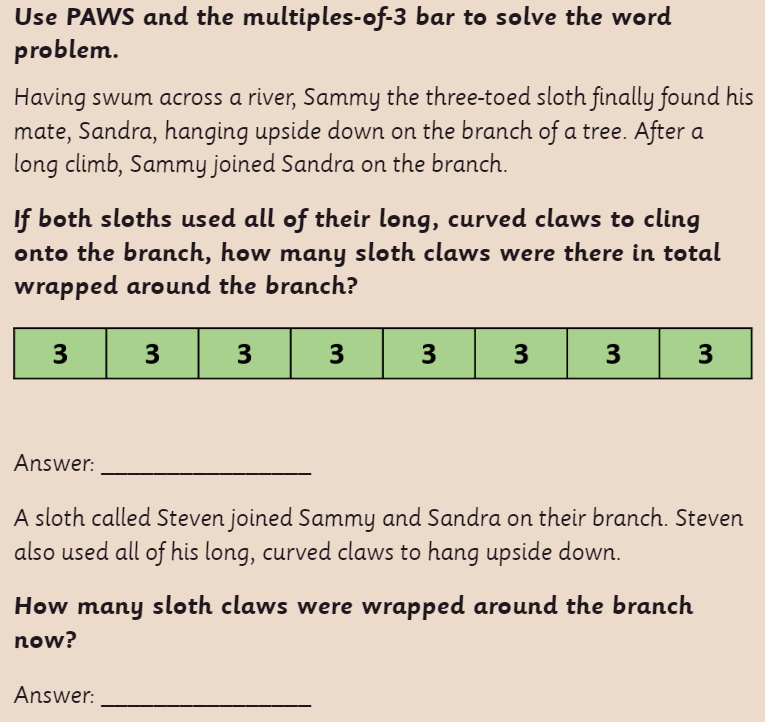 Use PAWS and the multiples-of-3 bar to solve the word
problem.
Having swum across a river, Sammy the three-toed sloth finally found his
mate, Sandra, hanging upside down on the branch of a tree. After a
long climb, Sammy joined Sandra on the branch.
If both sloths used all of their long, curved claws to cling
onto the branch, how many sloth claws were there in total
wrapped around the branch?
3 3 3 3 3 3 3 3
Answer: ________________
A sloth called Steven joined Sammy and Sandra on their branch. Steven
also used all of his long, curved claws to hang upside down.
How many sloth claws were wrapped around the branch
now?
Answer: ________________